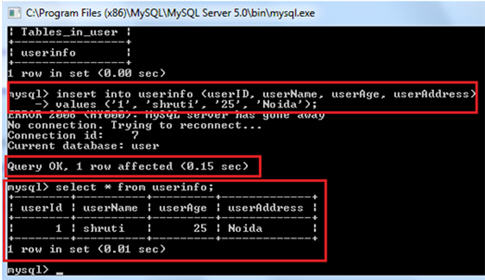 C:\Program Files (x86)\MySQL\MySQL Server 5.0\bin\mysql.exe
| Tables_in_user |
+----------------+
| userinfo |
+----------------+
1 row in set (0.00 sec)
mysql> insert into userinfo (userID, userName, userAge, userAddress)
-> values ('1', 'shruti', '25', 'Noida');
ERROR 2006 (HY000): MySQL server has gone away
No connection. Trying to reconnect...
Connection id: 7
Current database: user
Query OK, 1 row affected (0.15 sec)
mysql> select * from userinfo;
+--------+----------+---------+-------------+
| userId | userName | userAge | userAddress |
+--------+----------+---------+-------------+
| 1 | shruti | 25 | Noida |
+--------+----------+---------+-------------+
1 row in set (0.01 sec)
mysql> _